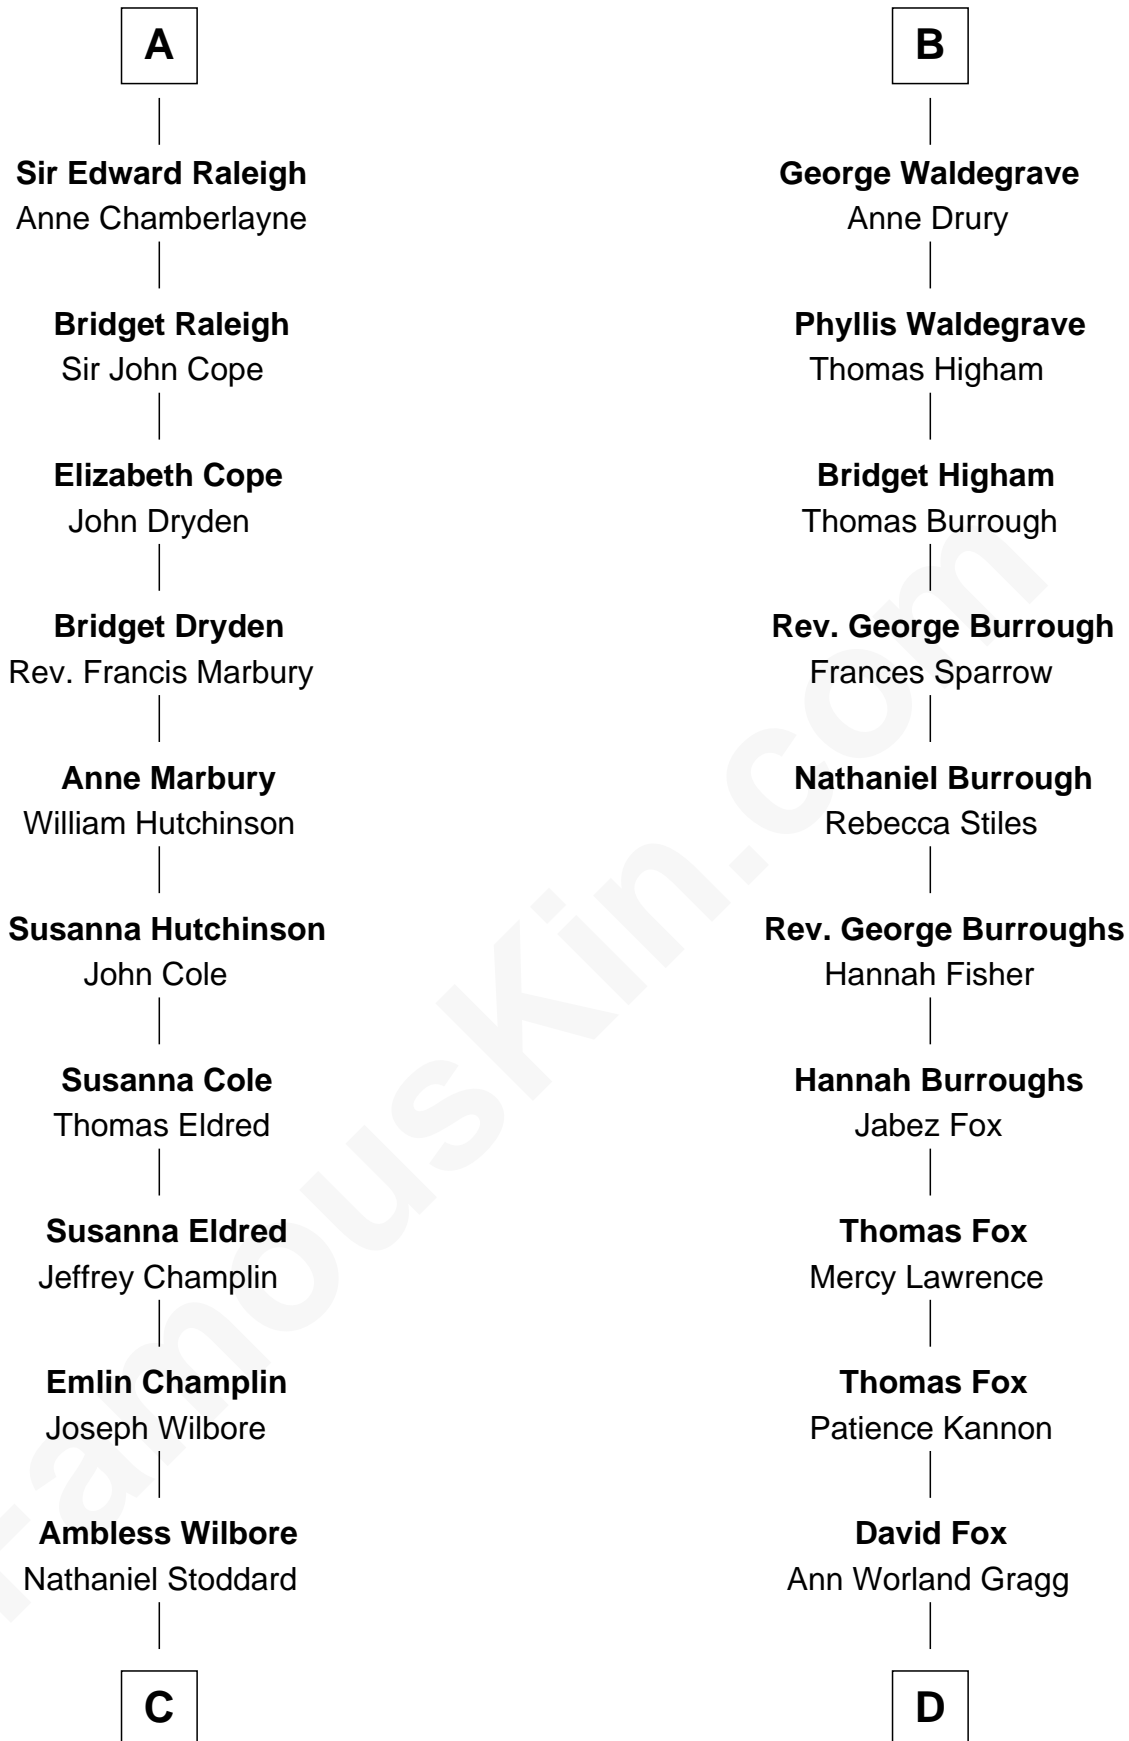 A
Sir Edward Raleigh
Anne Chamberlayne
Bridget Raleigh
Sir John Cope
Elizabeth Cope
John Dryden
Bridget Dryden
Rev. Francis Marbury
Anne Marbury
William Hutchinson
Susanna Hutchinson
John Cole
Susanna Cole
Thomas Eldred
Susanna Eldred
Jeffrey Champlin
Emlin Champlin
Joseph Wilbore
Ambless Wilbore
Nathaniel Stoddard
C
B
George Waldegrave
Anne Drury
Phyllis Waldegrave
Thomas Higham
Bridget Higham
Thomas Burrough
Rev. George Burrough
Frances Sparrow
Nathaniel Burrough
Rebecca Stiles
Rev. George Burroughs
Hannah Fisher
Hannah Burroughs
Jabez Fox
Thomas Fox
Mercy Lawrence
Thomas Fox
Patience Kannon
David Fox
Ann Worland Gragg
D
FamousKin.com